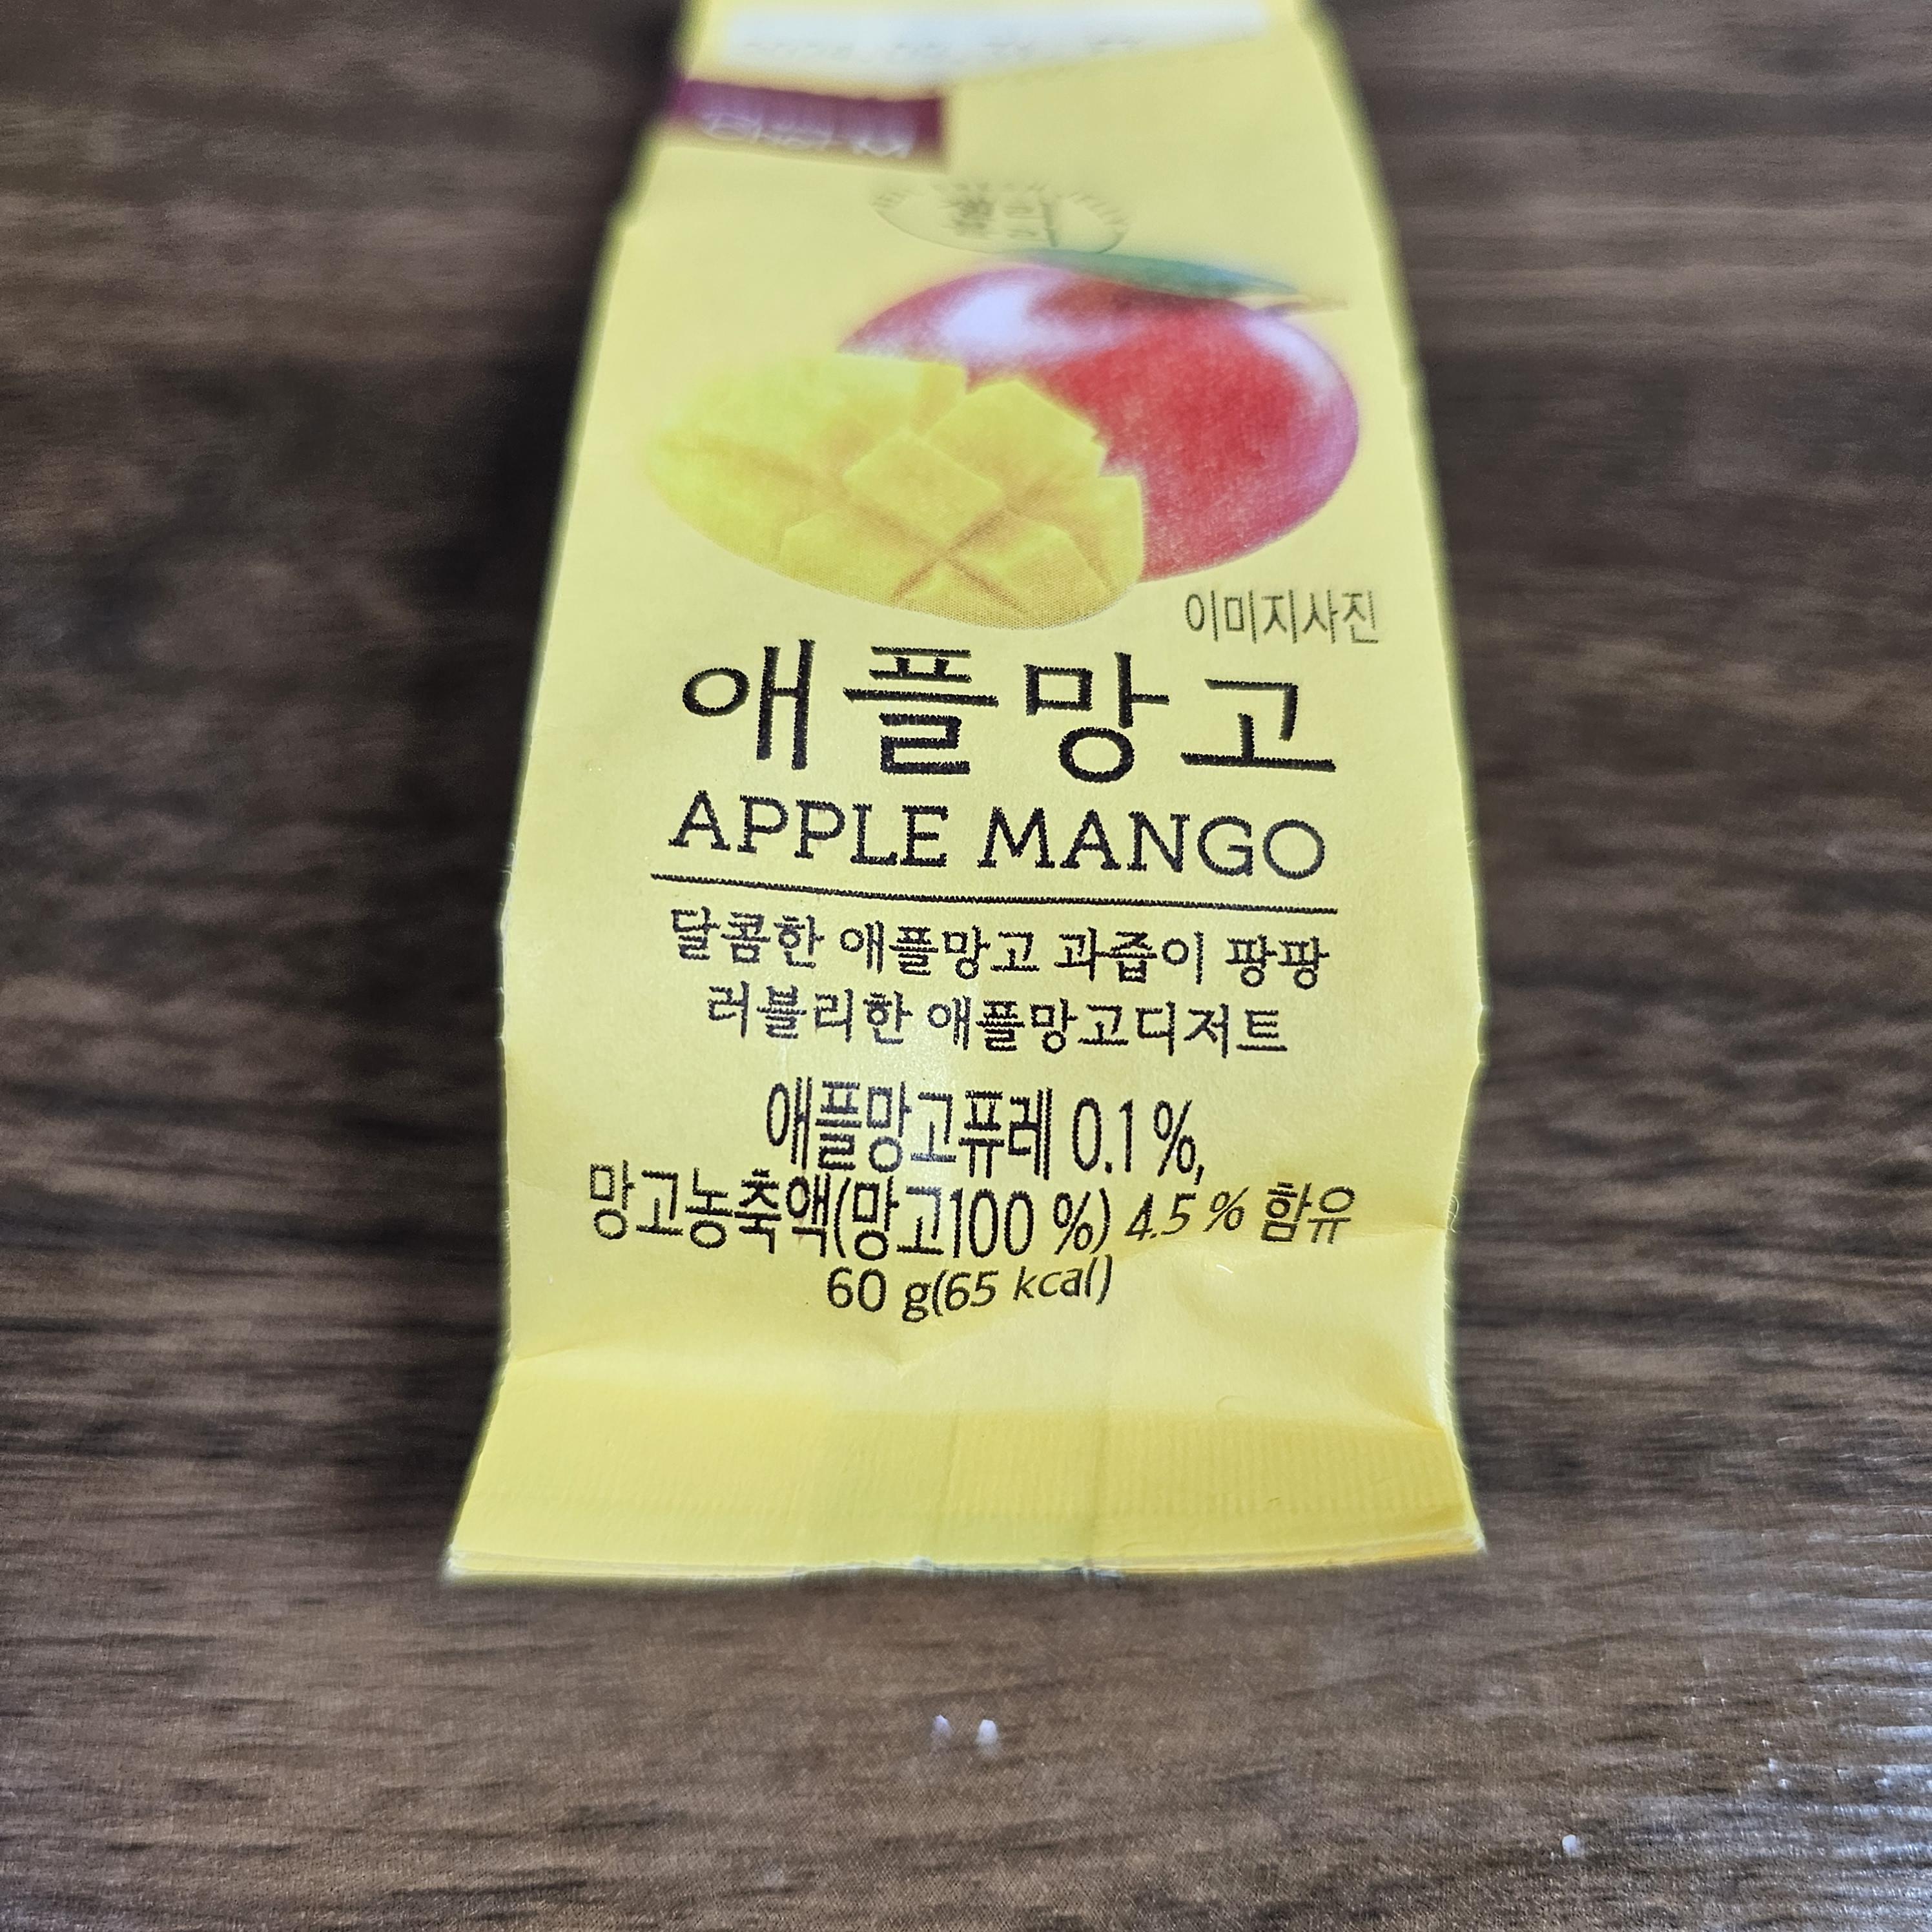 이미지사진
애플망고
APPLE MANGO
달콤한 애플망고 과즙이 팡팡
러블리한 애플망고디저트
애플망고퓨레 0.1 %,
망고농축액(망고100 %) 4.5 % 함유
60 g(65 kcal)